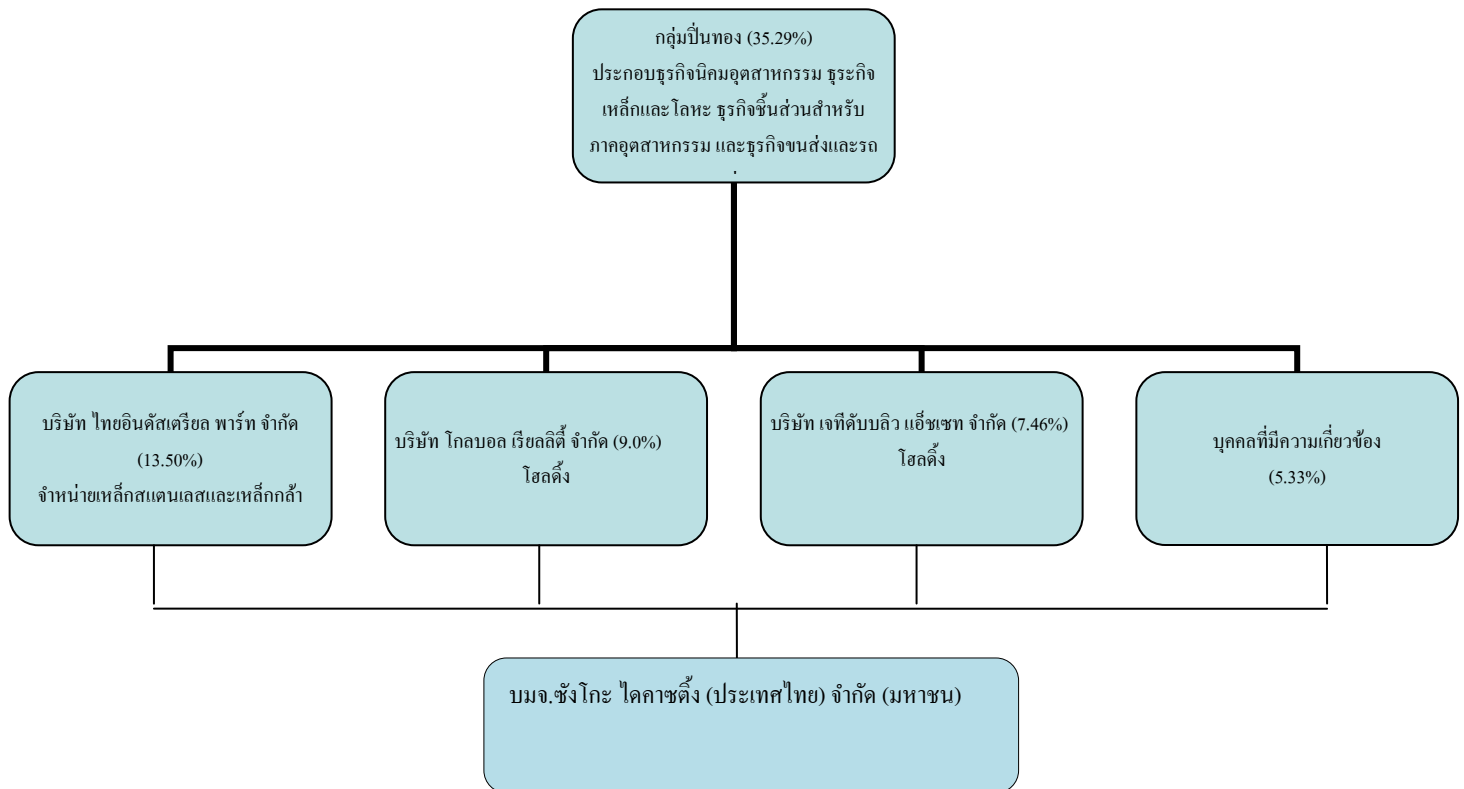 กลุ่มปิ่นทอง (35.29%)
ประกอบธุรกิจนิคมอุตสาหกรรม ธุระกิจ
เหล็กและโลหะ ธุรกิจชิ้นส่วนสำหรับ
ภาคอุตสาหกรรม และธุรกิจขนส่งและรถ
บริษัท ไทยอินดัสเตรียล พาร์ท จำกัด
(13.50%)
จำหน่ายเหล็กสแตนเลสและเหล็กกล้า
บริษัท โกลบอล เรียลลิตี้ จำกัด (9.0%)
โฮลดิ้ง
บริษัท เจทีดับบลิว แอ็ชเซท จำกัด (7.46%)
โฮลดิ้ง
บุคคลที่มีความเกี่ยวข้อง
(5.33%)
บมจ.ซังโกะ ไดคาซติ้ง (ประเทศไทย) จำกัด (มหาชน)